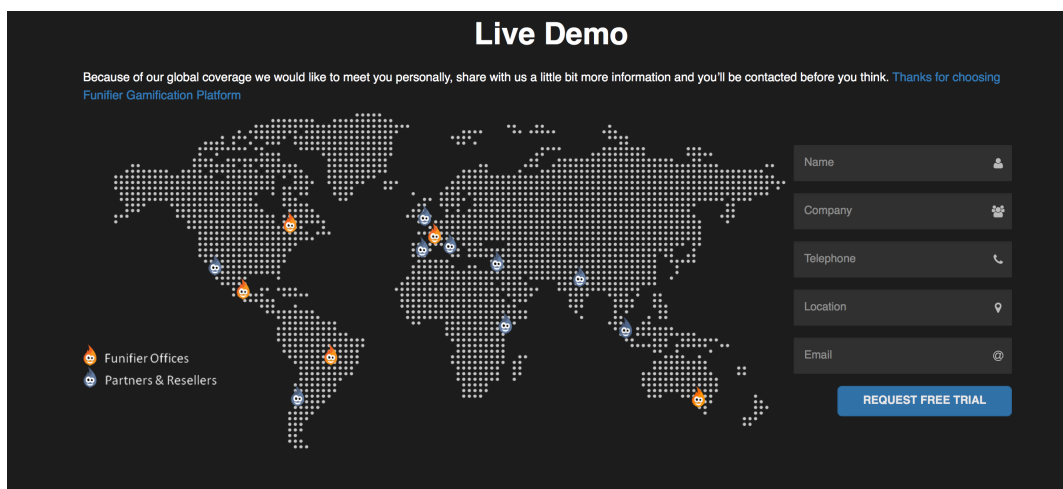 Live Demo
Because of our global coverage we would like to meet you personally, share with us a little bit more information and you'll be contacted before you think. Thanks for choosing
Funifier Gamification Platform
Name
Company
Telephone
Location
Email
@
REQUEST FREE TRIAL
Funifier Offices
Partners & Resellers